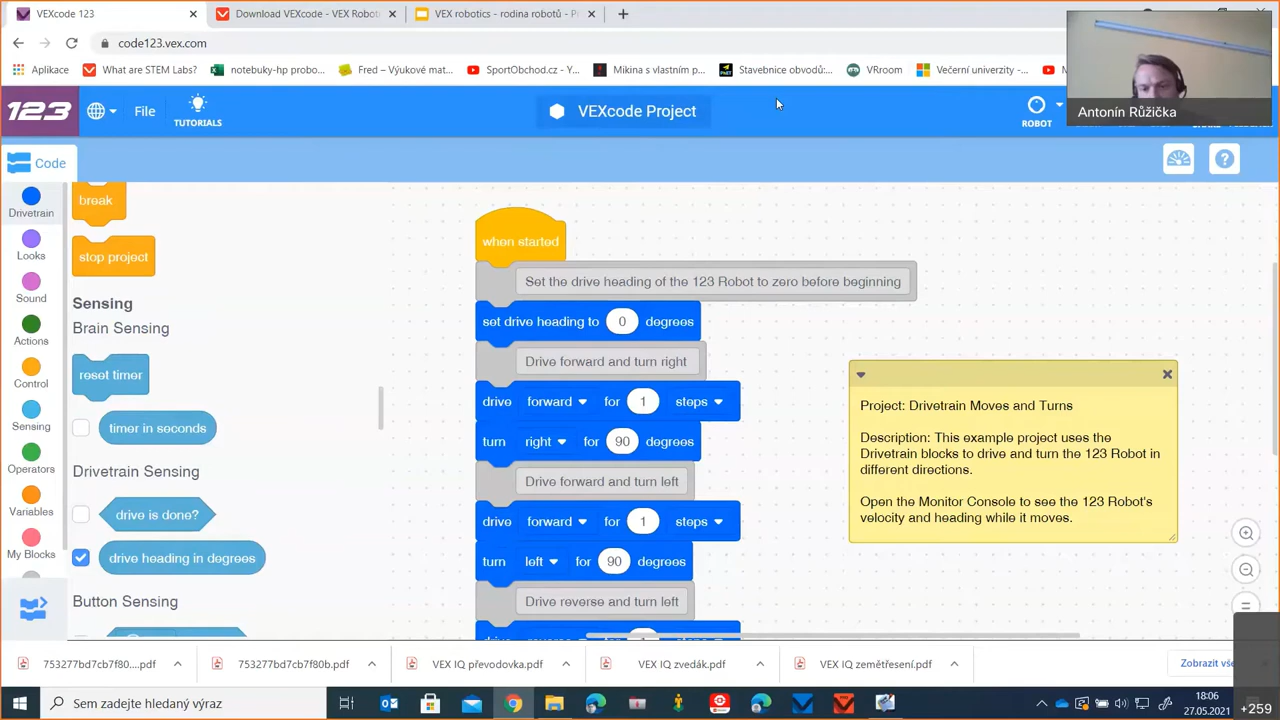 VEXcode 123
Download VEXcode - VEX Robot
VEX robotics - rodina robotů - P
code123.vex.com
Aplikace
What are STEM Labs?
notebuky-hp probo...
Fred – Výukové mat...
SportObchod.cz - Y...
Mikina s vlastním p...
Stavebnice obvodů:...
VRroom
Večerní univerzity -...
123
File
TUTORIALS
VEXcode Project
ROBOT
Antonín Růžička
Code
Drivetrain
Looks
Sound
Actions
Control
Sensing
Operators
Variables
My Blocks
break
stop project
Sensing
Brain Sensing
reset timer
timer in seconds
Drivetrain Sensing
drive is done?
drive heading in degrees
Button Sensing
when started
Set the drive heading of the 123 Robot to zero before beginning
set drive heading to 0 degrees
Drive forward and turn right
drive forward for 1 steps
turn right for 90 degrees
Drive forward and turn left
drive forward for 1 steps
turn left for 90 degrees
Drive reverse and turn left
Project: Drivetrain Moves and Turns
Description: This example project uses the
Drivetrain blocks to drive and turn the 123 Robot in
different directions.
Open the Monitor Console to see the 123 Robot's
velocity and heading while it moves.
753277bd7cb7f80....pdf
753277bd7cb7f80b.pdf
VEX IQ převodovka.pdf
VEX IQ zvedák.pdf
VEX IQ zemětřesení.pdf
Zobrazit vše
Sem zadejte hledaný výraz
18:06
27.05.2021
+259